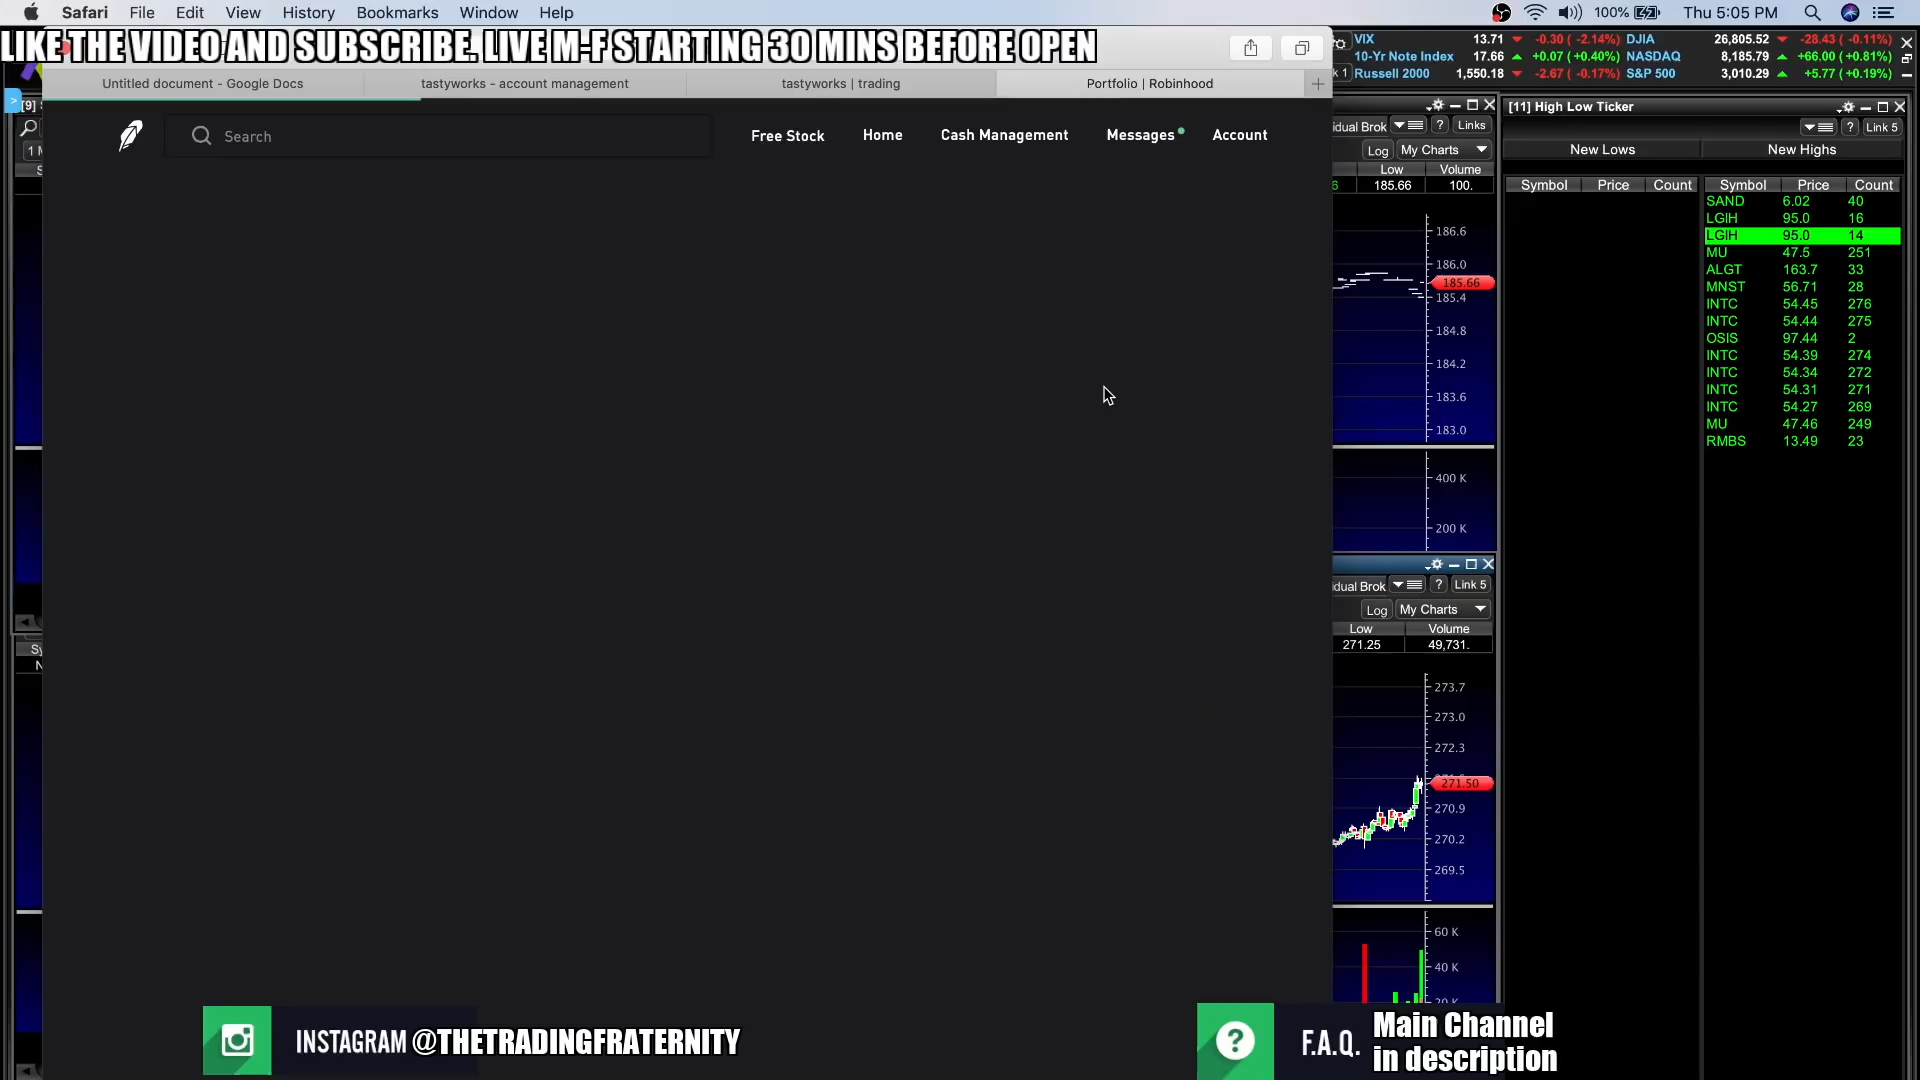 Safari File Edit View History Bookmarks Window Help
100% Thu 5:05 PM
LIKE THE VIDEO AND SUBSCRIBE. LIVE M-F STARTING 30 MINS BEFORE OPEN
VIX 13.71 -0.30 ( -2.14%) DJIA 26,805.52 -28.43 (-0.11%)
10-Yr Note Index 17.66 +0.07 ( +0.40%) NASDAQ 8,185.79 +66.00 (+0.81%)
Russell 2000 1,550.18 -2.67 ( -0.17%) S&P 500 3,010.29 +5.77 (+0.19%)
Untitled document - Google Docs
tastyworks - account management
tastyworks | trading
Portfolio | Robinhood
Search
Free Stock
Home
Cash Management
Messages
Account
[9]
idual Brok ? Links
Log My Charts
Low Volume
185.66 100.
186.6
186.0
185.66
185.4
184.8
184.2
183.6
183.0
400 K
200 K
idual Brok ? Link 5
Log My Charts
Low Volume
271.25 49,731.
273.7
273.0
272.3
271.50
270.9
270.2
269.5
60 K
40 K
[11] High Low Ticker
? Link 5
New Lows New Highs
Symbol Price Count Symbol Price Count
SAND 6.02 40
LGIH 95.0 16
LGIH 95.0 14
MU 47.5 251
ALGT 163.7 33
MNST 56.71 28
INTC 54.45 276
INTC 54.44 275
OSIS 97.44 2
INTC 54.39 274
INTC 54.34 272
INTC 54.31 271
INTC 54.27 269
MU 47.46 249
RMBS 13.49 23
INSTAGRAM @THETRADINGFRATERNITY
? F.A.Q. Main Channel
in description